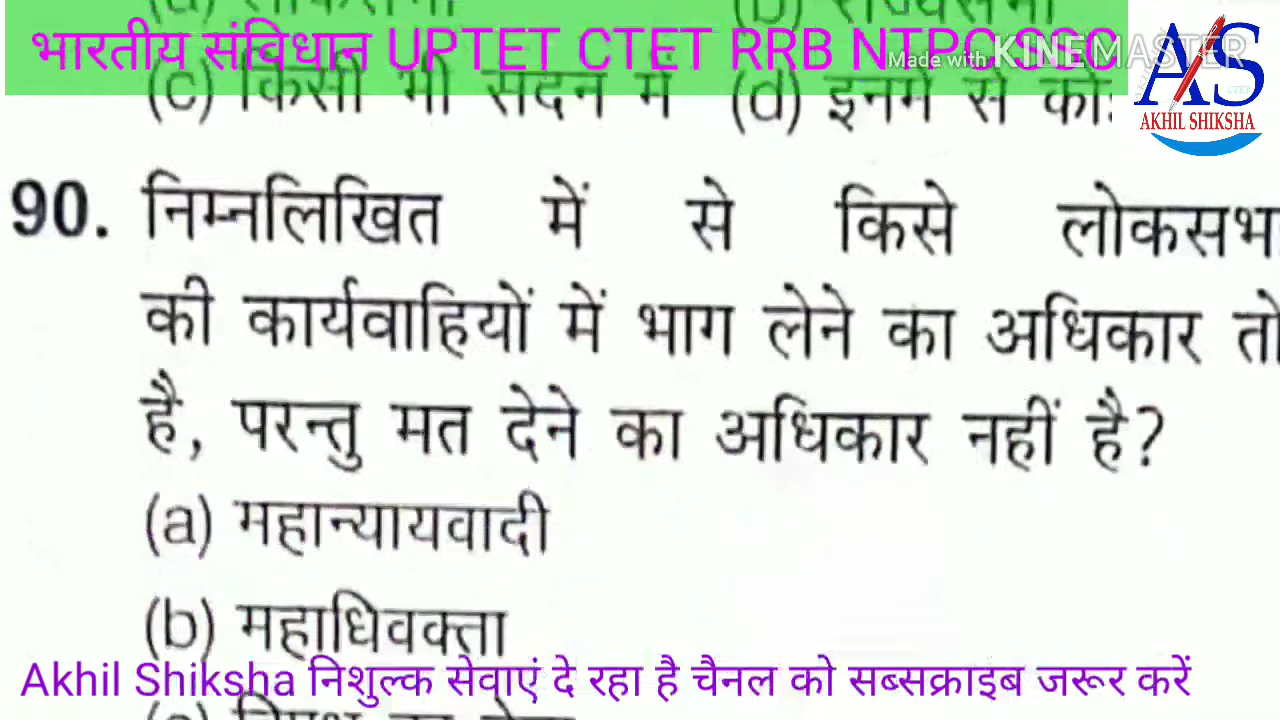 भारतीय संविधान UPTET CTET RRB NTPC SSC
Made with KINEMASTER
AS
AKHIL SHIKSHA
(c) किसी भी सदन में (d) इनमें से
90. निम्नलिखित में से किसे लोकसभ
की कार्यवाहियों में भाग लेने का अधिकार तो
है, परन्तु मत देने का अधिकार नहीं है?
(a) महान्यायवादी
(b) महाधिवक्ता
Akhil Shiksha निशुल्क सेवाएं दे रहा है चैनल को सब्सक्राइब जरूर करें